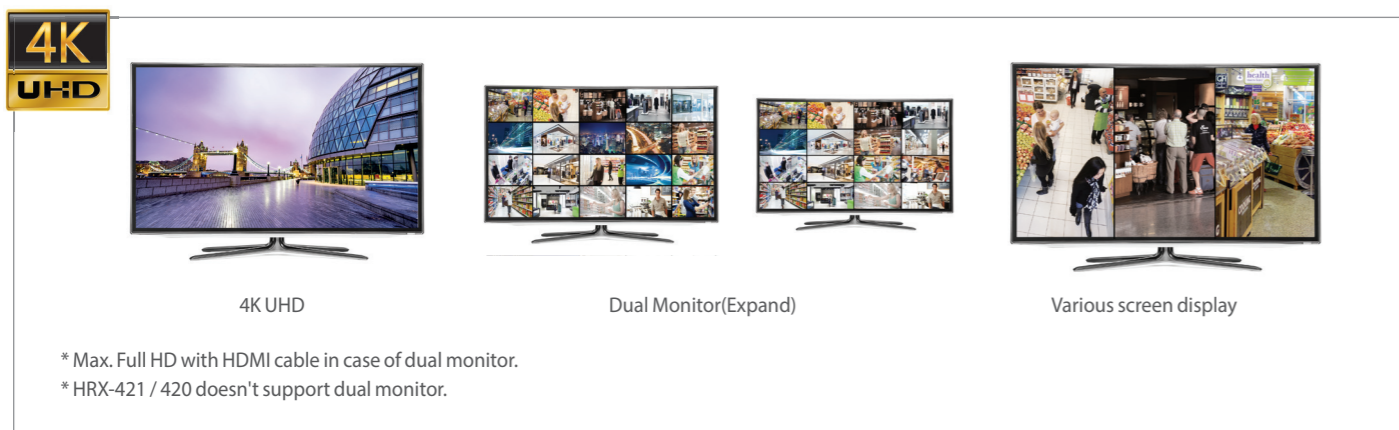 4K
UHD
health
4K UHD
Dual Monitor(Expand)
Various screen display
* Max. Full HD with HDMI cable in case of dual monitor.
* HRX-421 / 420 doesn't support dual monitor.